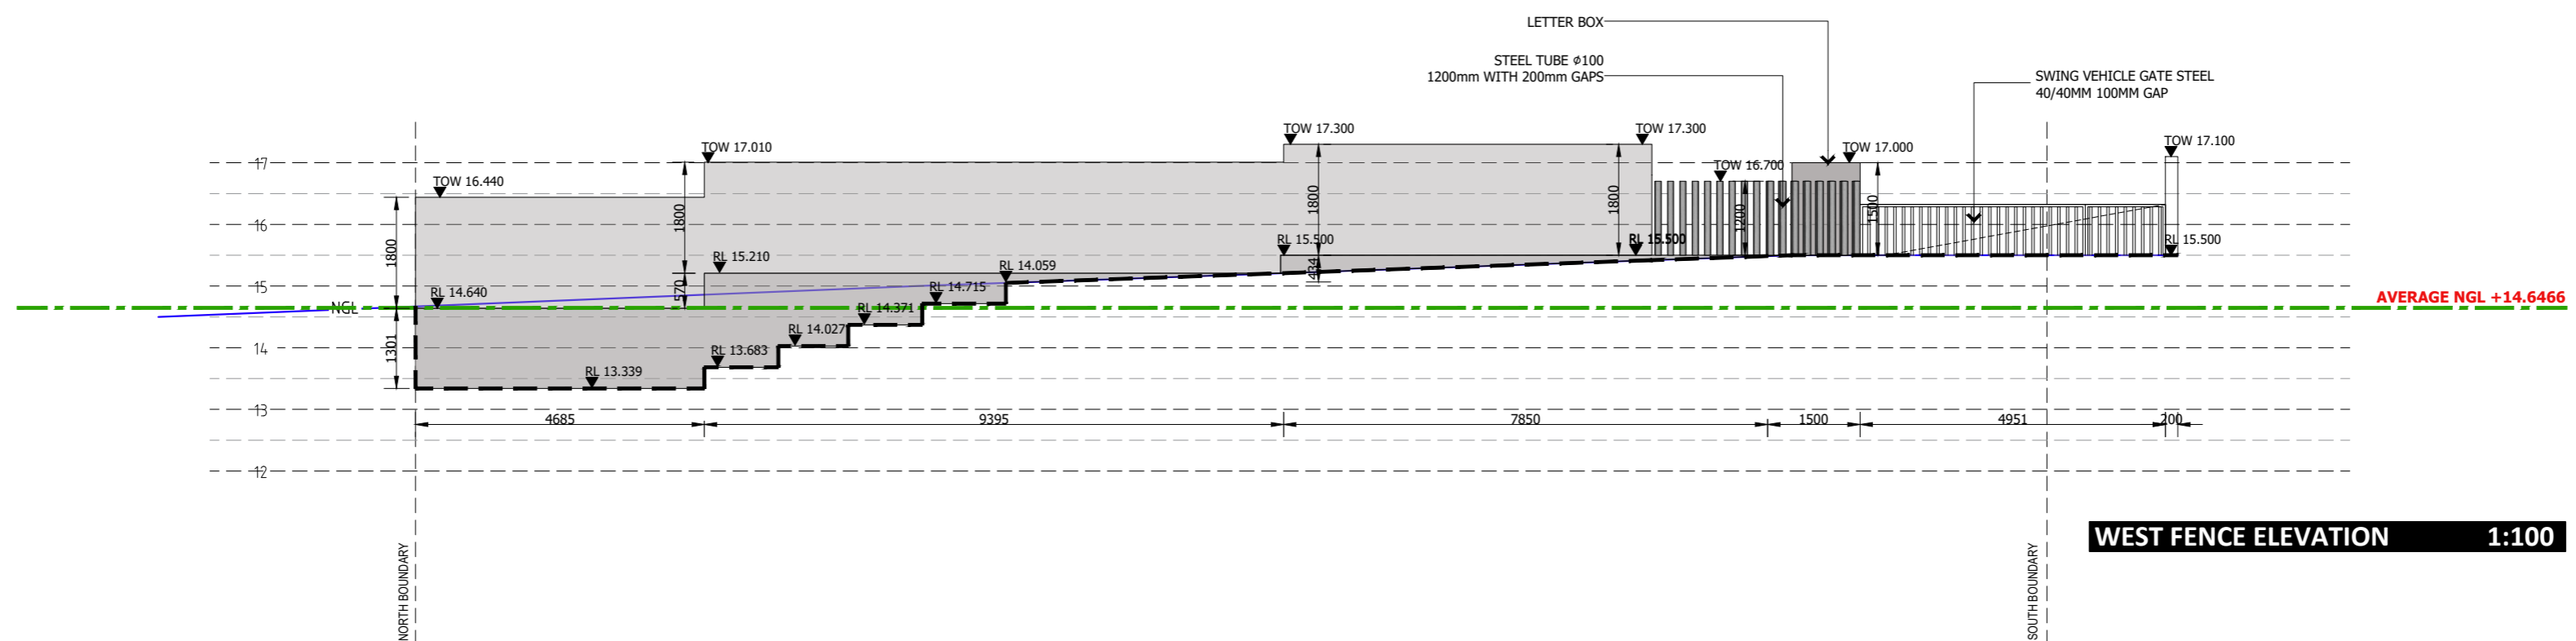 LETTER BOX
STEEL TUBE ø100
1200mm WITH 200mm GAPS
SWING VEHICLE GATE STEEL
40/40MM 100MM GAP
TOW 17.300
TOW 17.300
TOW 17.010
TOW 17.000
TOW 17.100
TOW 16.700
TOW 16.440
17
16
15
14
13
12
1800
1800
1800
1800
1200
1500
RL 15.500
RL 15.500
RL 15.500
RL 15.210
RL 14.059
434
570
RL 14.640
RL 14.715
RL 14.371
RL 14.027
RL 13.683
RL 13.339
1301
NGL
AVERAGE NGL +14.6466
4685
9395
7850
1500
4951
200
NORTH BOUNDARY
SOUTH BOUNDARY
WEST FENCE ELEVATION 1:100